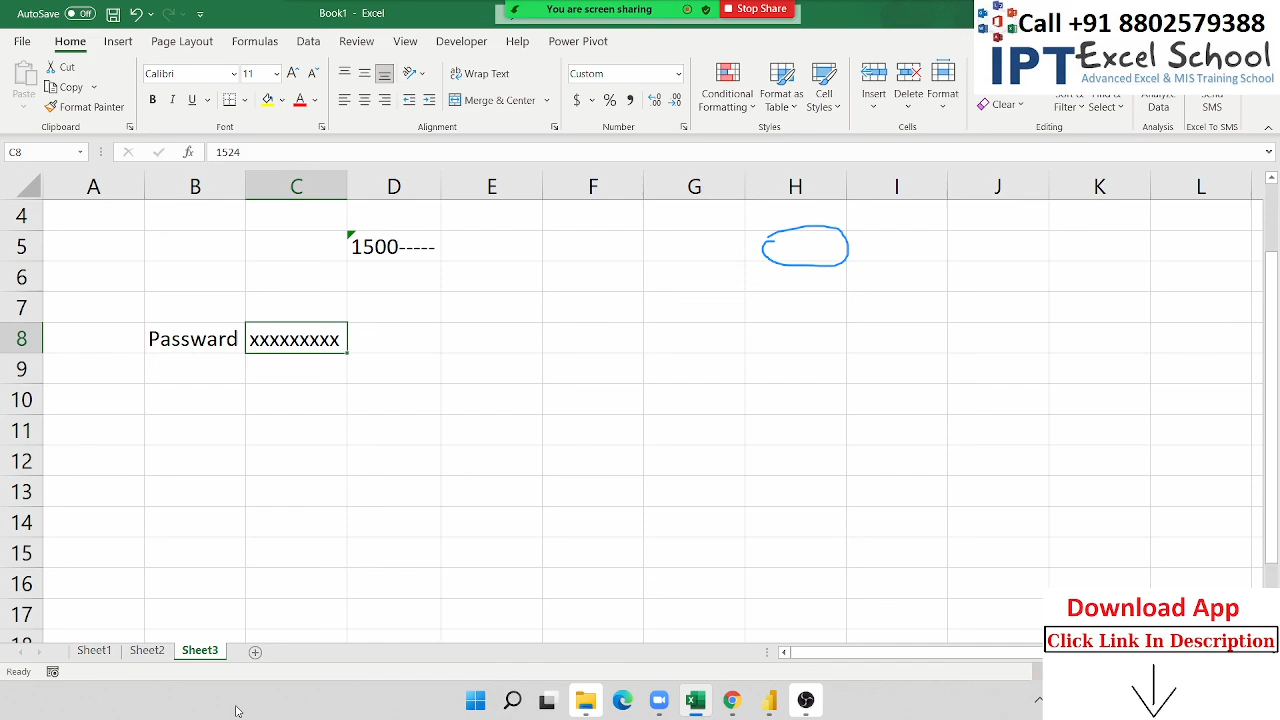 AutoSave Off
Book1 - Excel
You are screen sharing
Stop Share
Call +91 8802579388
IPT Excel School
Advanced Excel & MIS Training School
File Home Insert Page Layout Formulas Data Review View Developer Help Power Pivot
Paste
Cut
Copy
Format Painter
Clipboard
Calibri 11
B I U
Font
Wrap Text
Merge & Center
Alignment
Custom
$ % ,
Number
Conditional Formatting
Format as Table
Cell Styles
Styles
Insert Delete Format
Cells
Clear
Filter Select
Editing
Data
Analysis
SMS
Excel To SMS
C8 fx 1524
A B C D E F G H I J K L
4
5 1500-----
6
7
8 Passward xxxxxxxxx
9
10
11
12
13
14
15
16
17
Sheet1 Sheet2 Sheet3
Ready
Download App
Click Link In Description